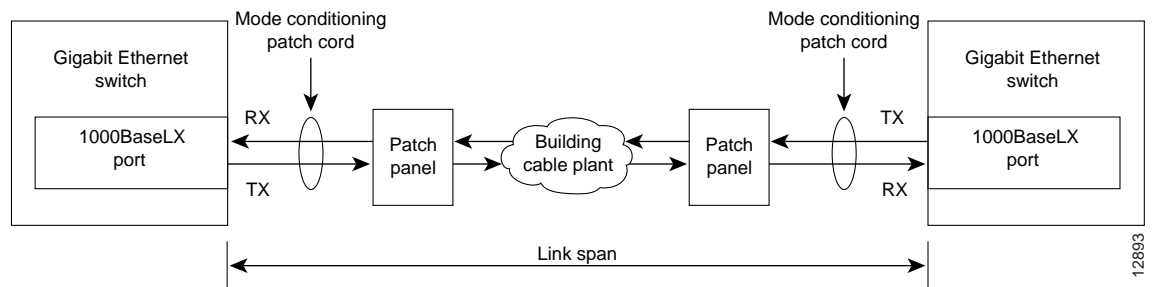 Mode conditioning
patch cord
Mode conditioning
patch cord
Gigabit Ethernet
switch
Gigabit Ethernet
switch
1000BaseLX
port
RX
TX
Patch
panel
Building
cable plant
Patch
panel
TX
RX
1000BaseLX
port
Link span
12893